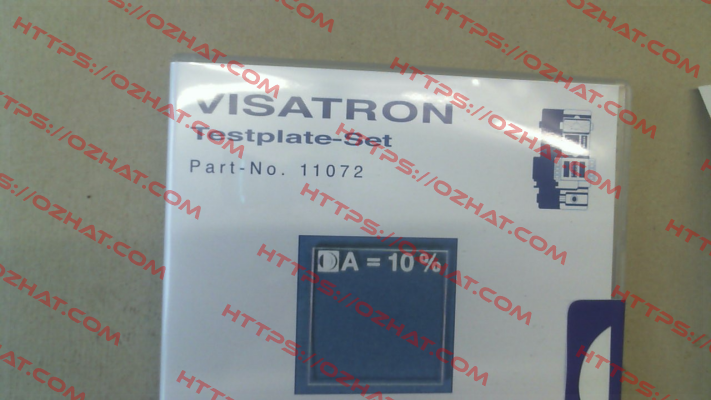 VISATRON
Testplate-Set
Part-No. 11072
A = 10 %
HTTPS://OZHAT.COM